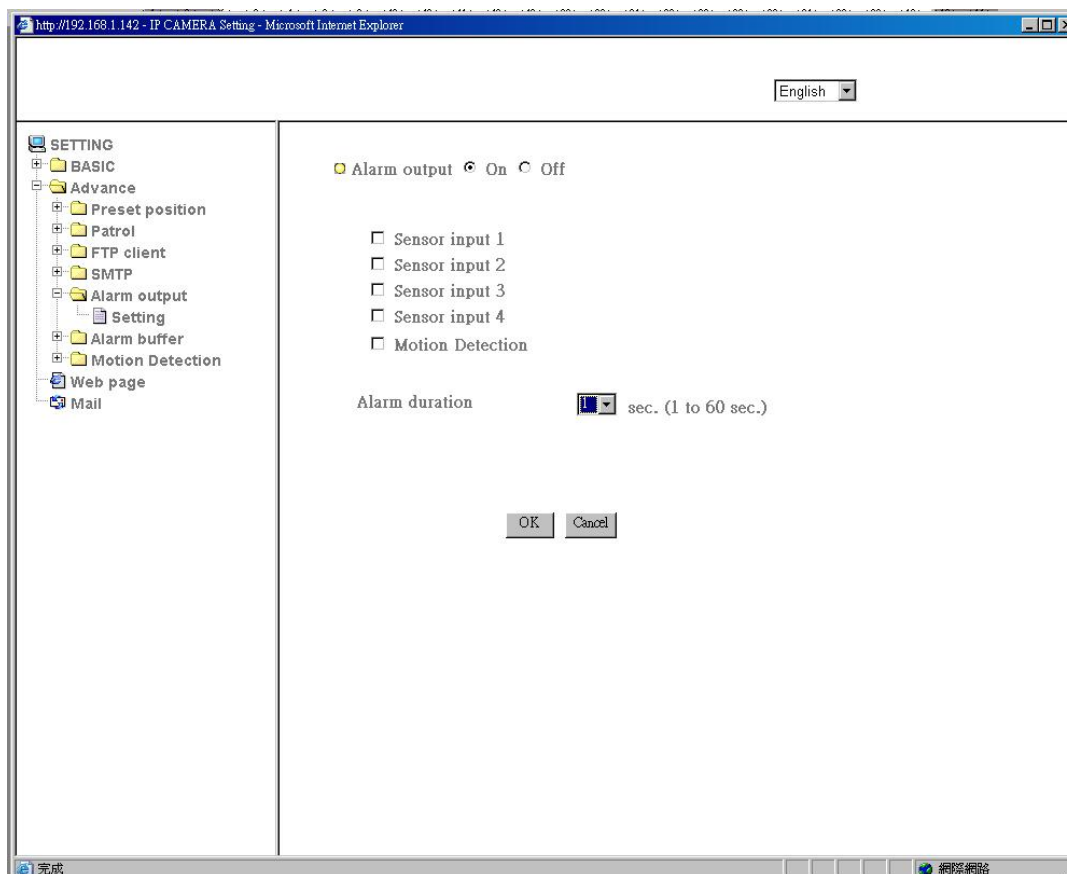 http://192.168.1.142 - IP CAMERA Setting - Microsoft Internet Explorer
English
SETTING
BASIC
Advance
Preset position
Patrol
FTP client
SMTP
Alarm output
Setting
Alarm buffer
Motion Detection
Web page
Mail
Alarm output On Off
Sensor input 1
Sensor input 2
Sensor input 3
Sensor input 4
Motion Detection
Alarm duration 1 sec. (1 to 60 sec.)
OK Cancel
完成 網際網路